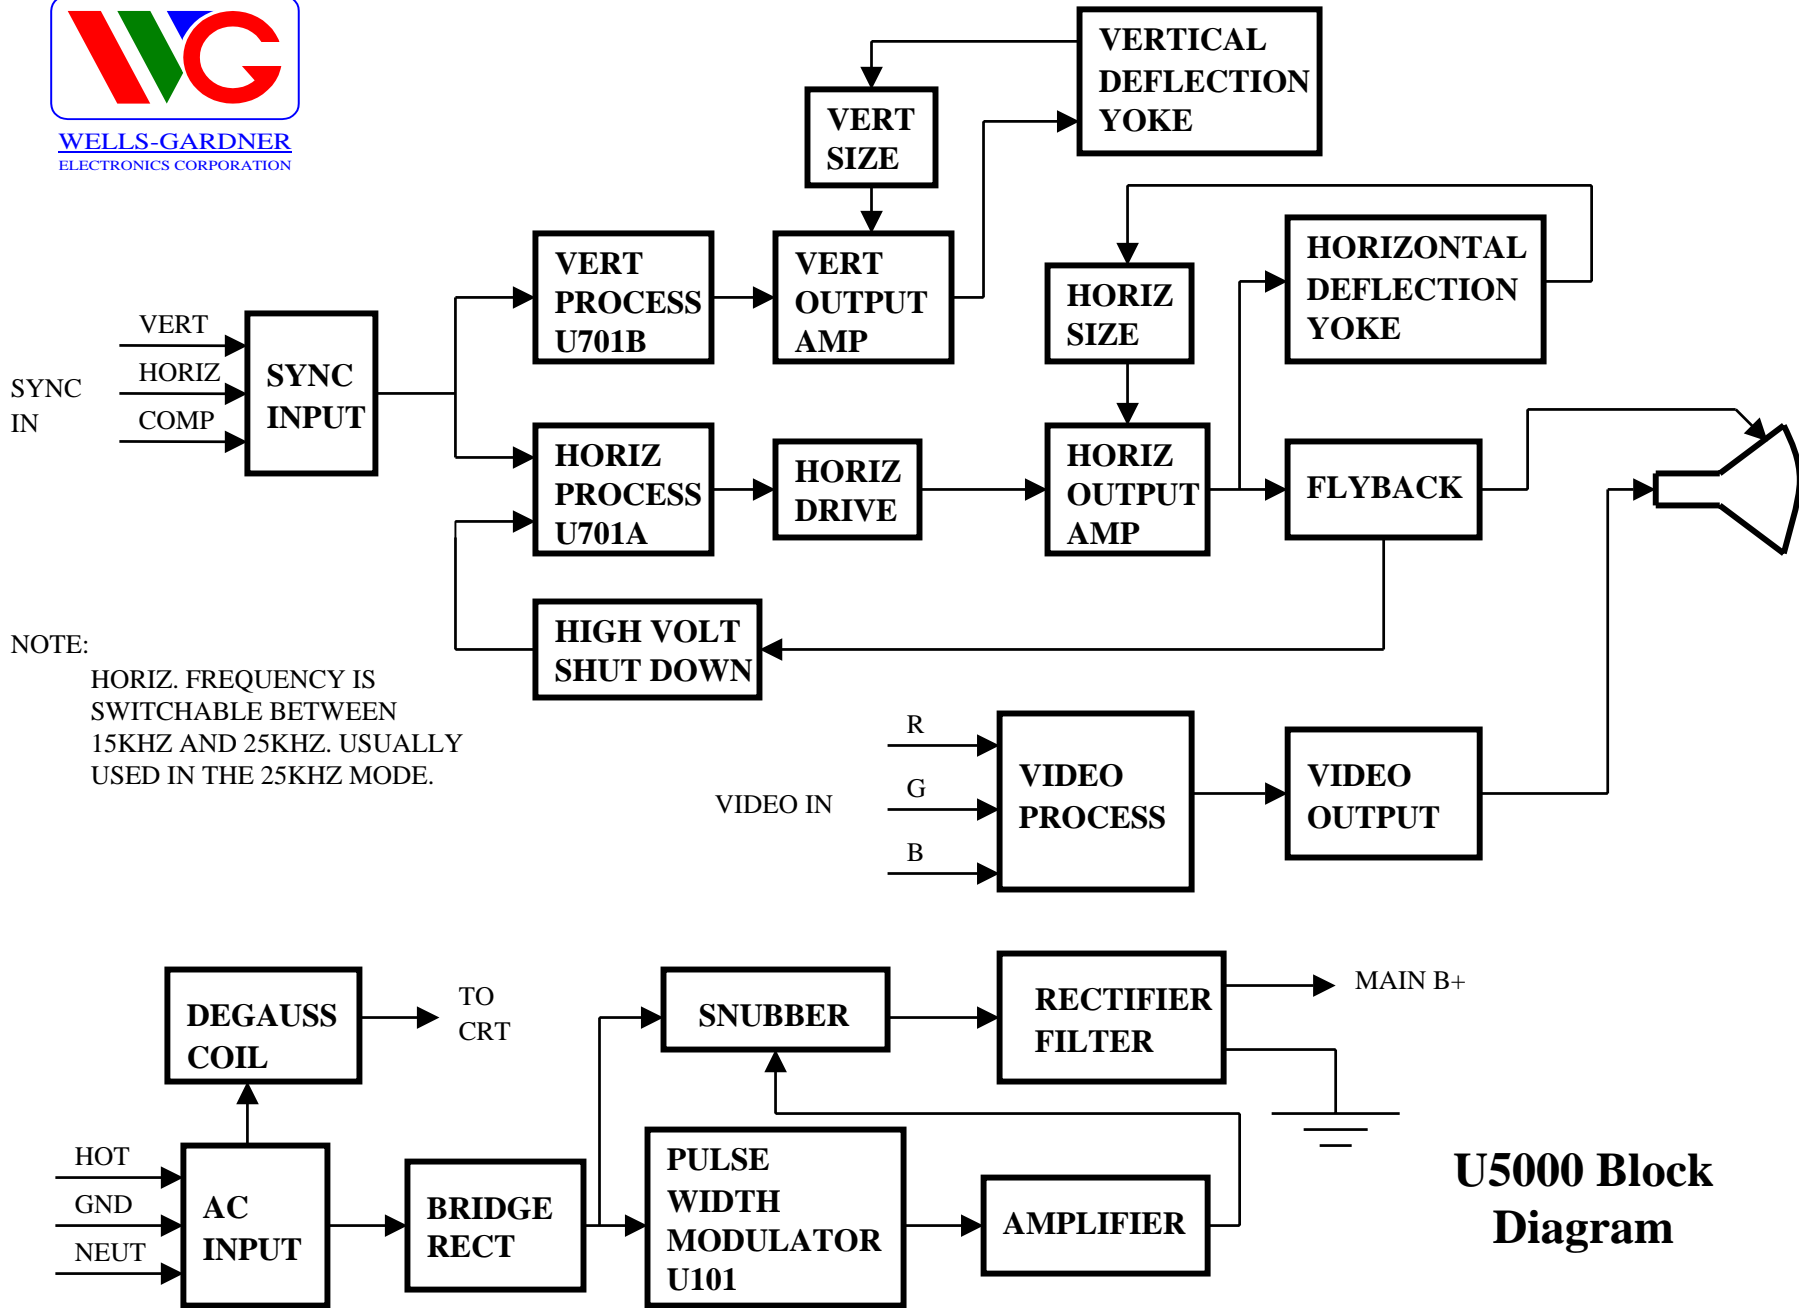 WG
WELLS-GARDNER
ELECTRONICS CORPORATION
VERTICAL
DEFLECTION
YOKE
VERT
SIZE
VERT
PROCESS
U701B
VERT
OUTPUT
AMP
HORIZ
SIZE
HORIZONTAL
DEFLECTION
YOKE
SYNC
IN
VERT
HORIZ
COMP
SYNC
INPUT
HORIZ
PROCESS
U701A
HORIZ
DRIVE
HORIZ
OUTPUT
AMP
FLYBACK
HIGH VOLT
SHUT DOWN
NOTE:
HORIZ. FREQUENCY IS
SWITCHABLE BETWEEN
15KHZ AND 25KHZ. USUALLY
USED IN THE 25KHZ MODE.
VIDEO IN
R
G
B
VIDEO
PROCESS
VIDEO
OUTPUT
DEGAUSS
COIL
TO
CRT
SNUBBER
RECTIFIER
FILTER
MAIN B+
HOT
GND
NEUT
AC
INPUT
BRIDGE
RECT
PULSE
WIDTH
MODULATOR
U101
AMPLIFIER
U5000 Block
Diagram